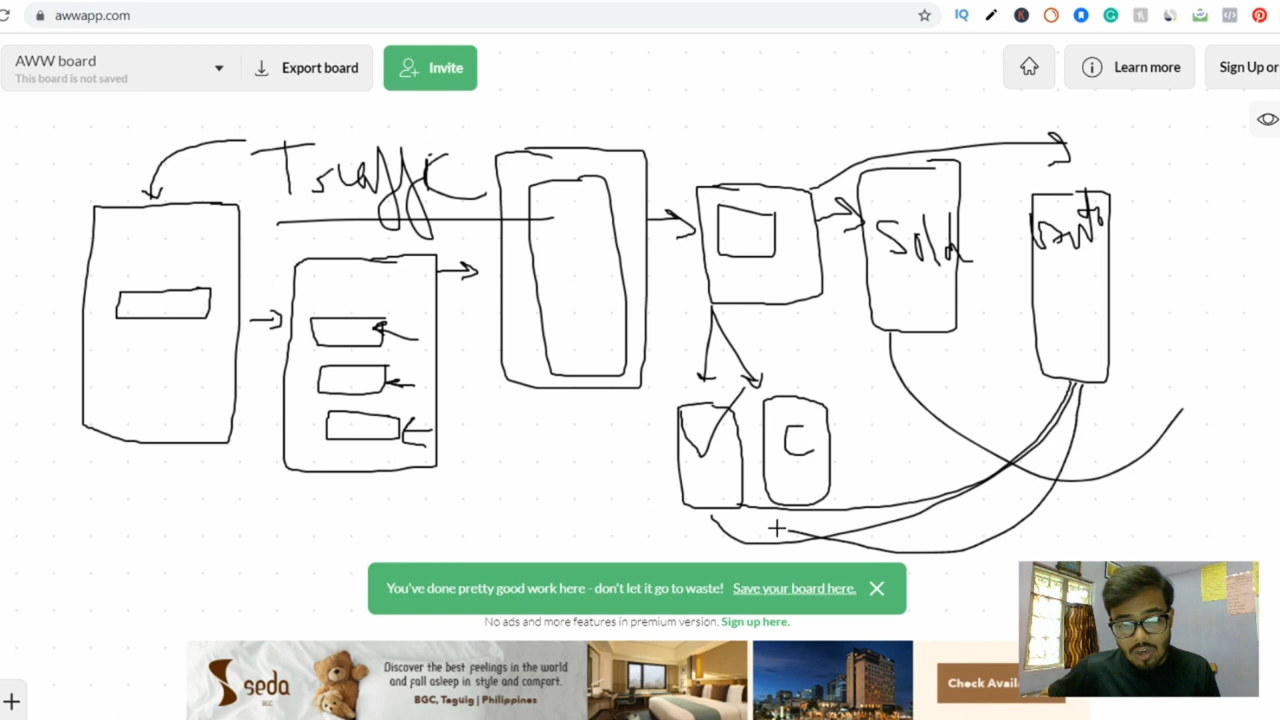 awwapp.com
IQ
AWW board
This board is not saved
Export board
Invite
Learn more
Sign Up or
Traffic
Sold
C
You've done pretty good work here - don't let it go to waste! Save your board here.
No ads and more features in premium version. Sign up here.
seda
BGC
Discover the best feelings in the world
and fall asleep in style and comfort.
BGC, Taguig | Philippines
Check Availa